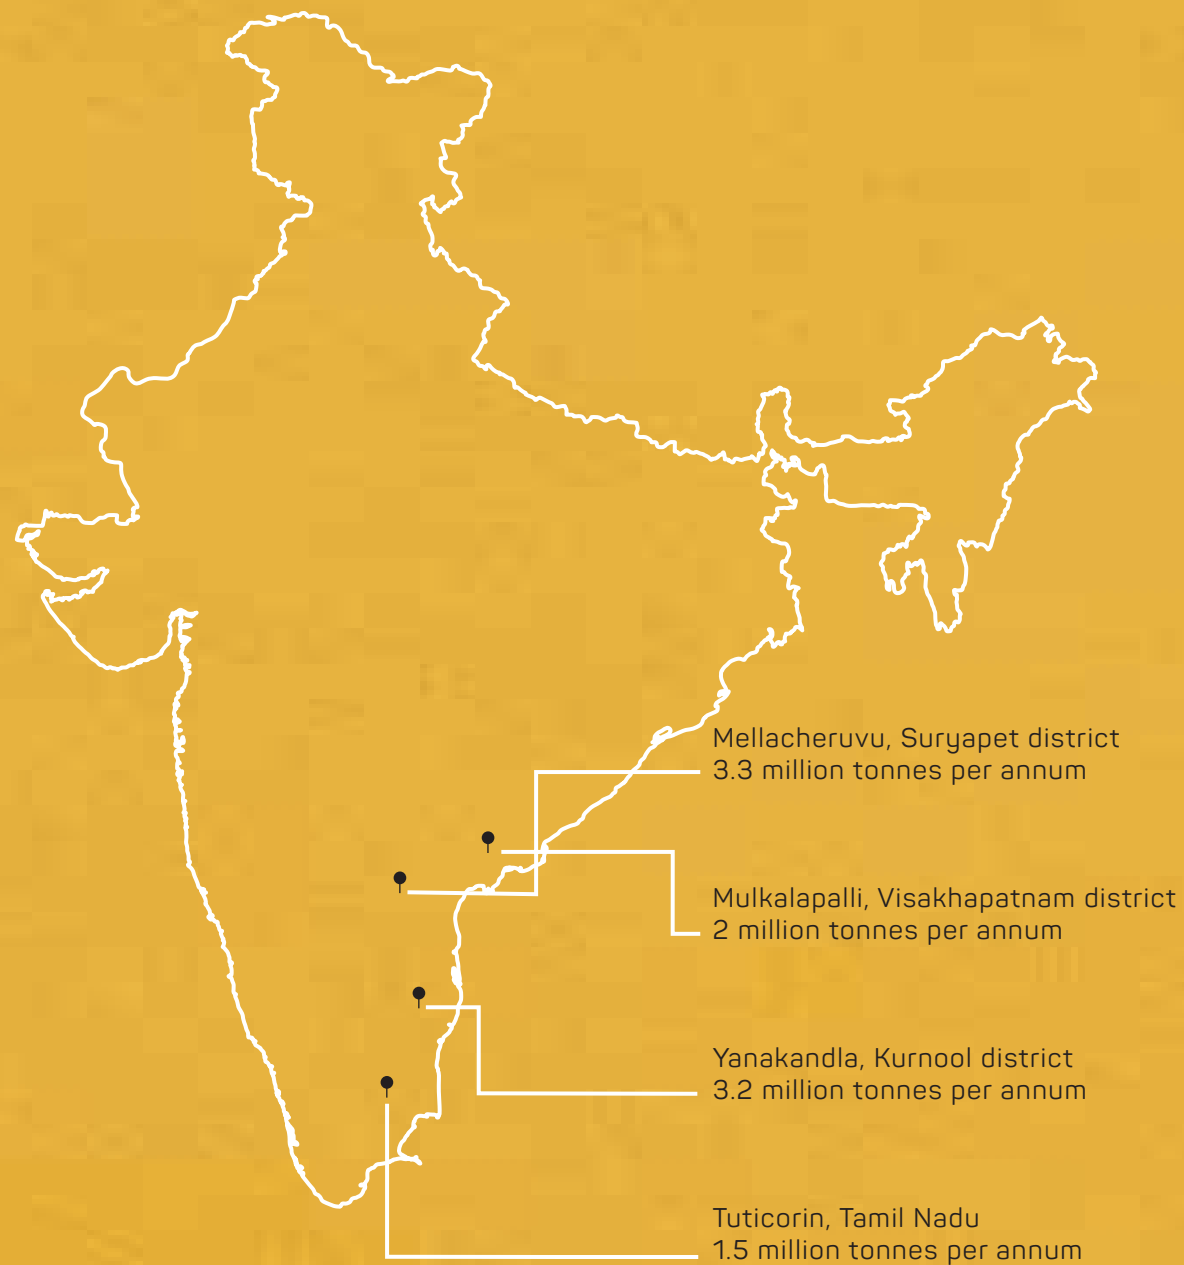 Mellacheruvu, Suryapet district
3.3 million tonnes per annum
Mulkalapalli, Visakhapatnam district
2 million tonnes per annum
Yanakandla, Kurnool district
3.2 million tonnes per annum
Tuticorin, Tamil Nadu
1.5 million tonnes per annum